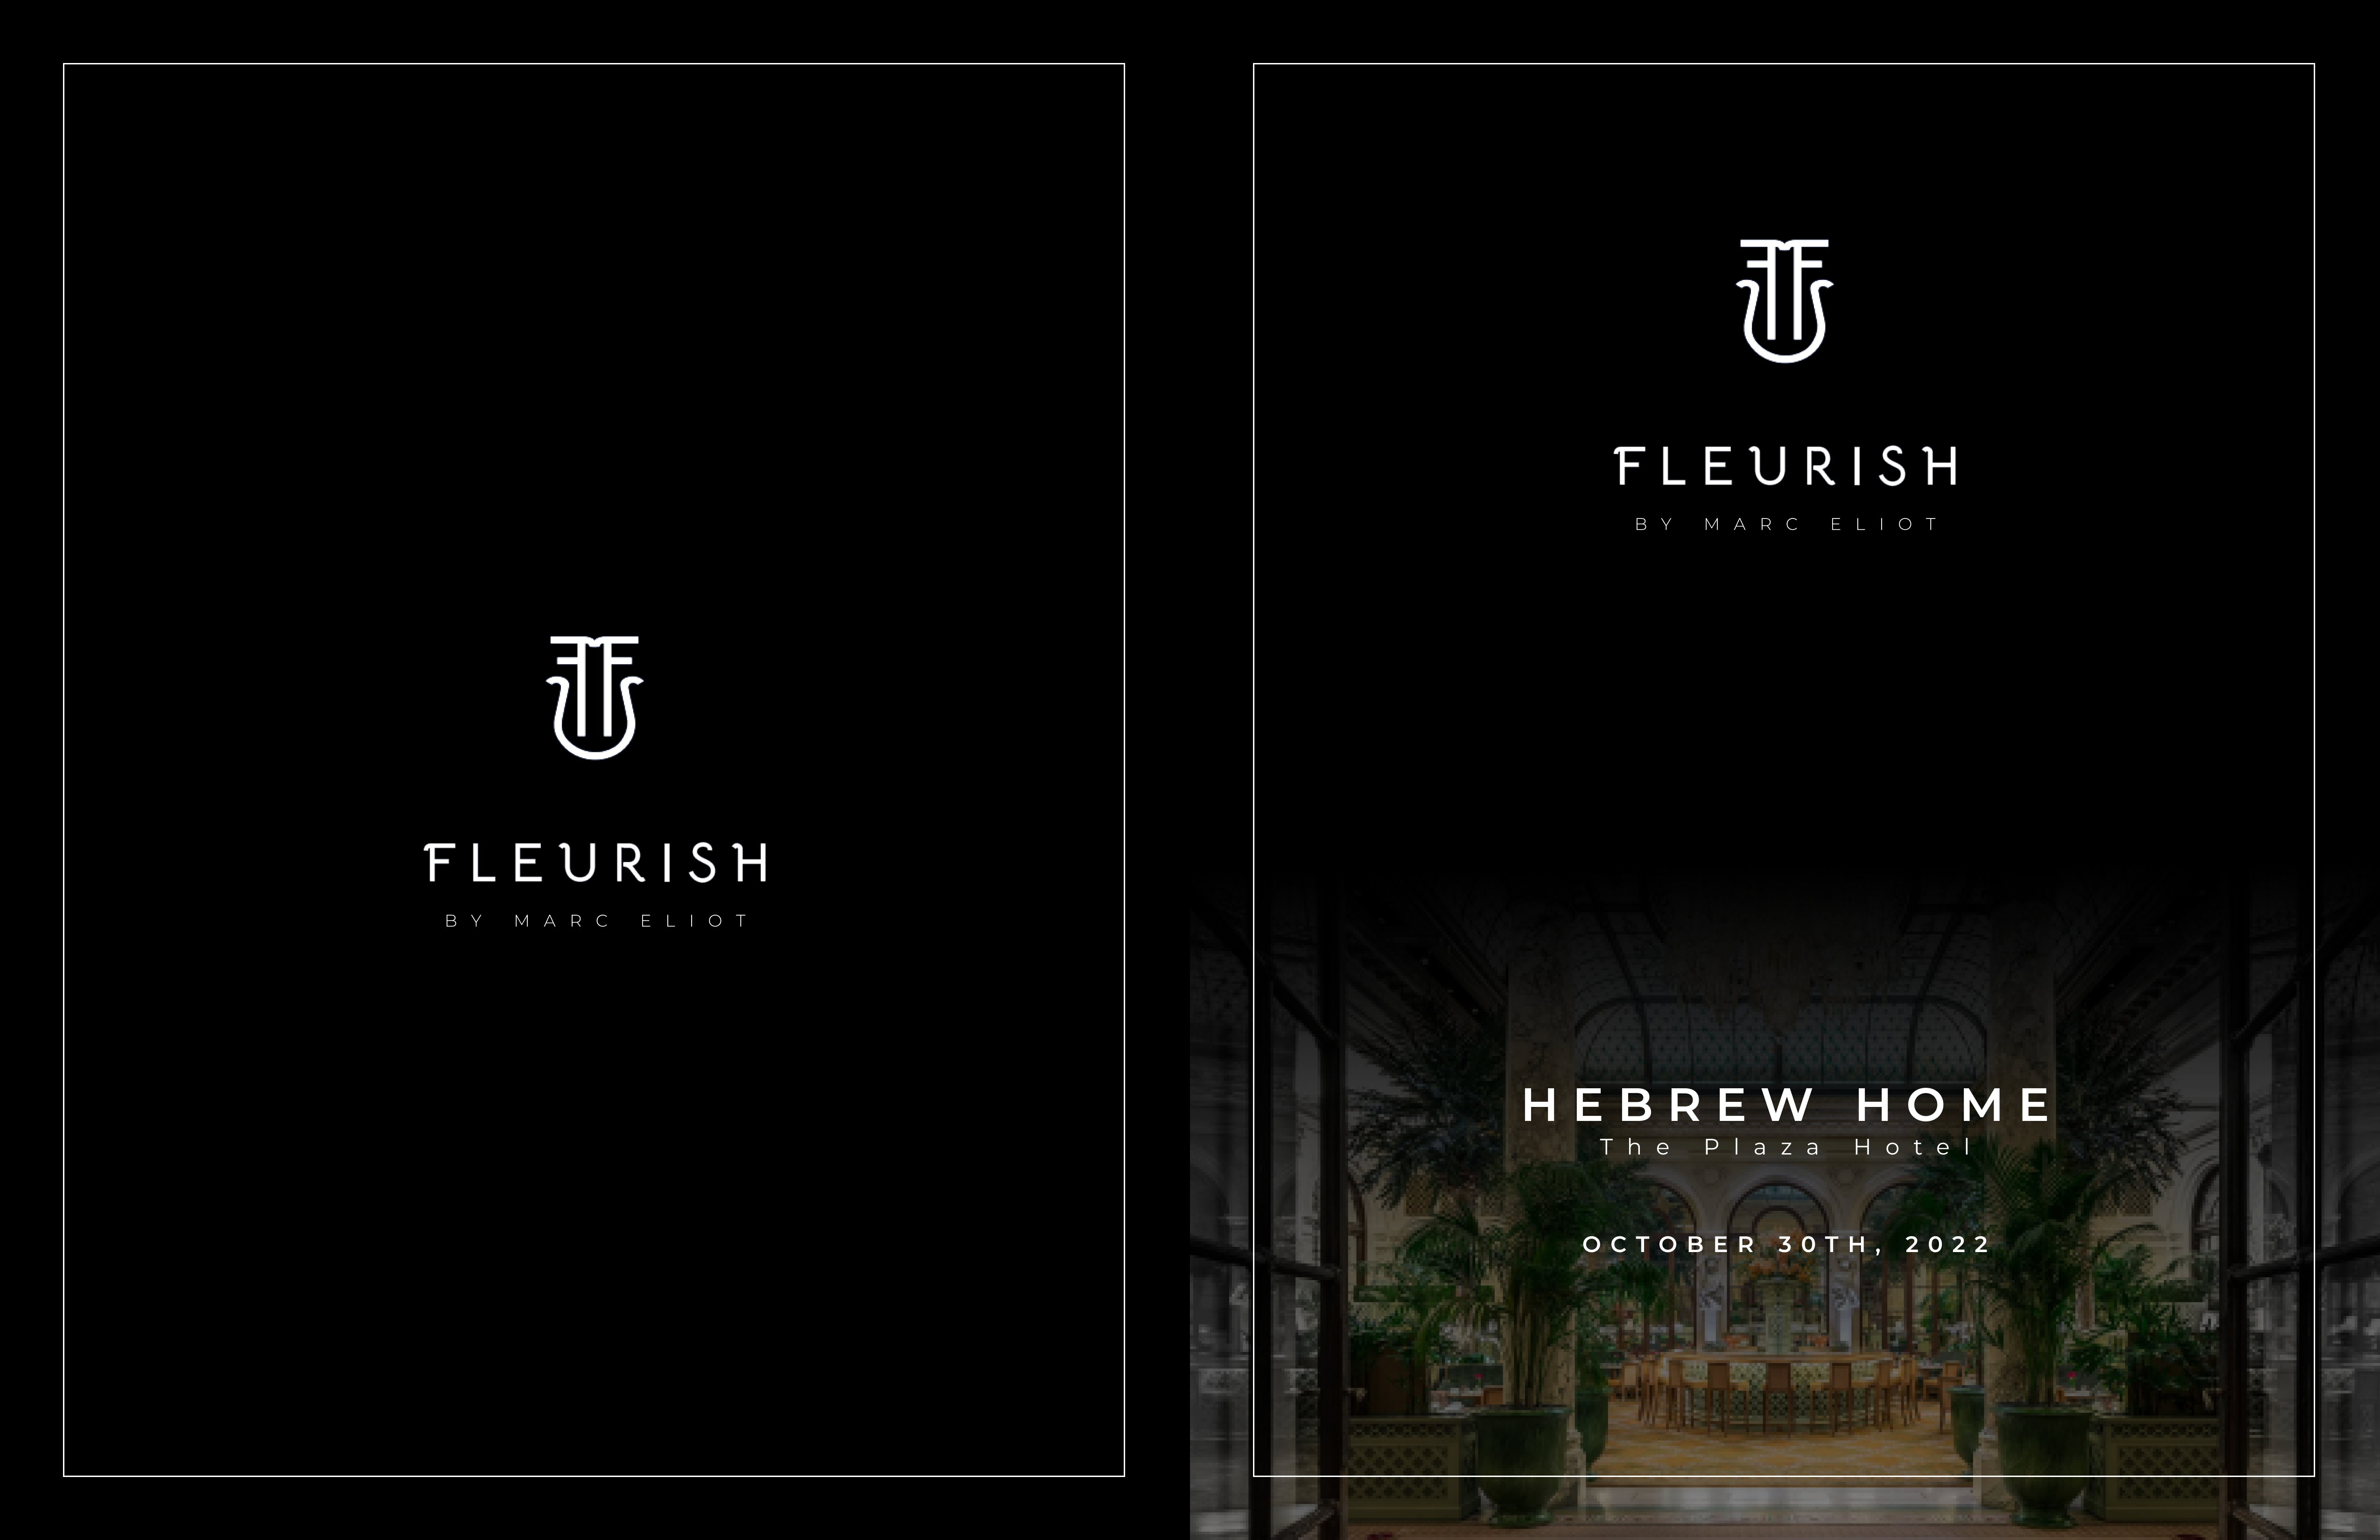 FLEURISH
BY MARC ELIOT
FLEURISH
BY MARC ELIOT
HEBREW HOME
The Plaza Hotel
OCTOBER 30TH, 2022